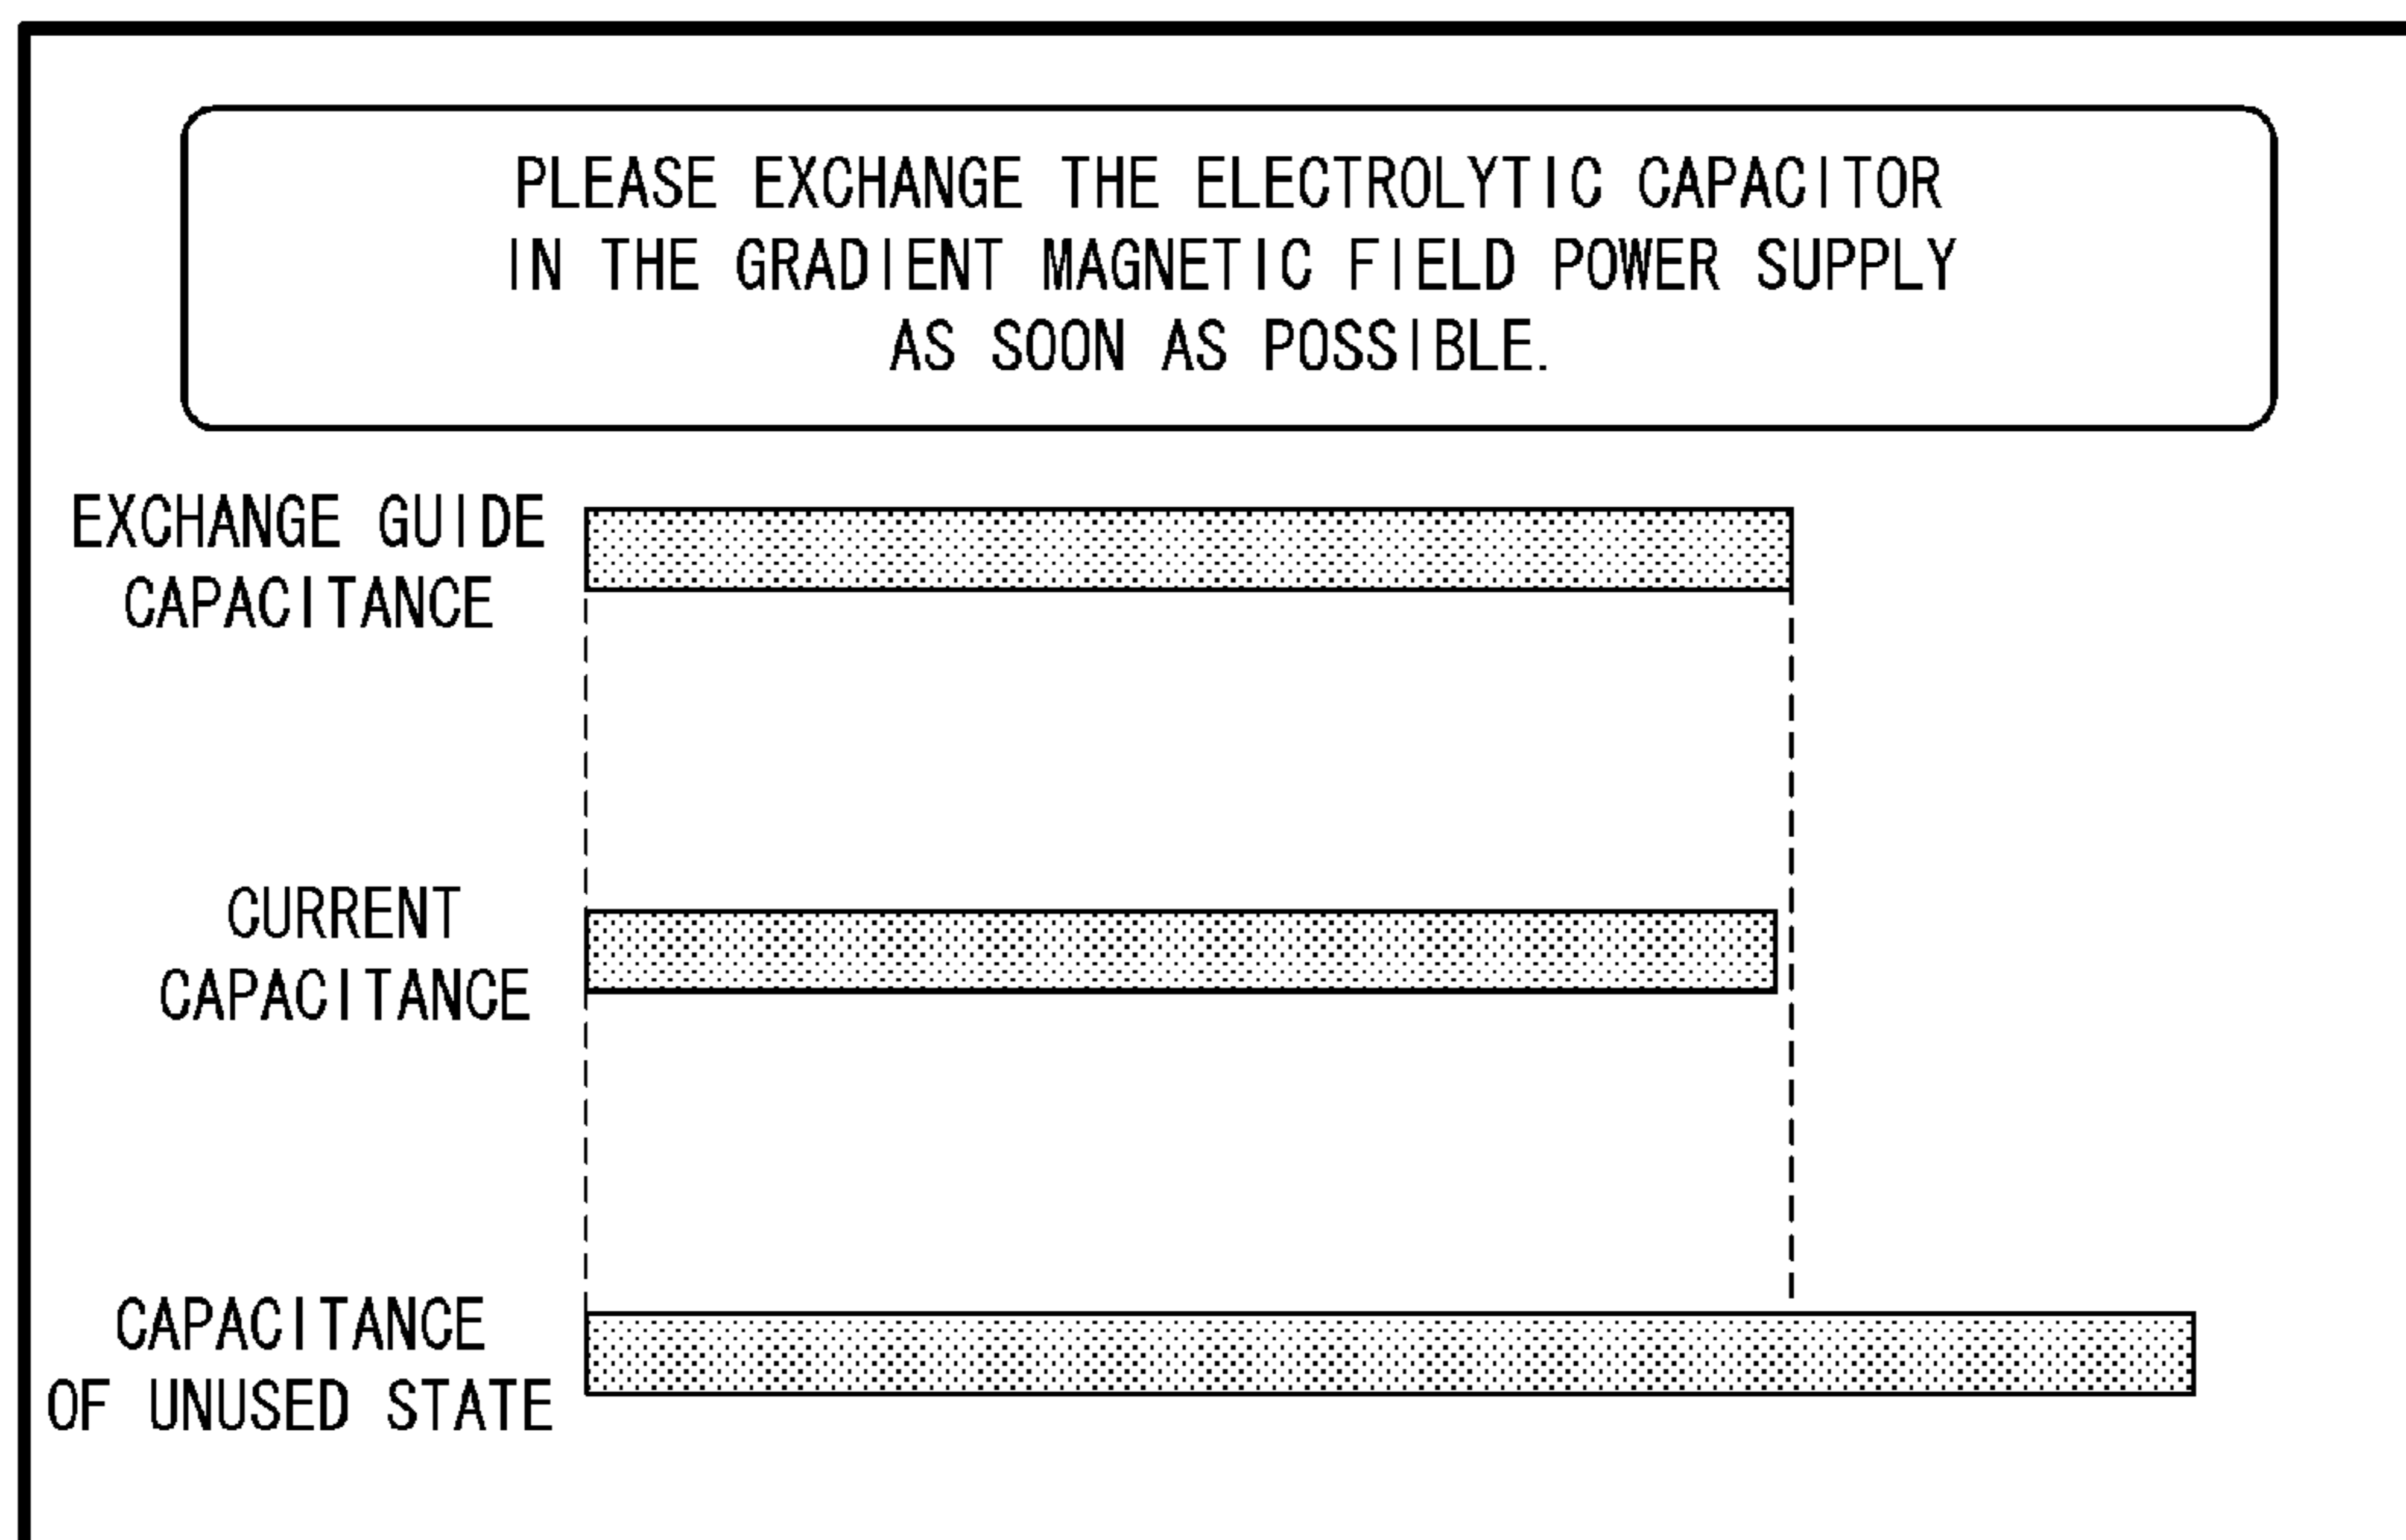 PLEASE EXCHANGE THE ELECTROLYTIC CAPACITOR
IN THE GRADIENT MAGNETIC FIELD POWER SUPPLY
AS SOON AS POSSIBLE.
EXCHANGE GUIDE
CAPACITANCE
CURRENT
CAPACITANCE
CAPACITANCE
OF UNUSED STATE